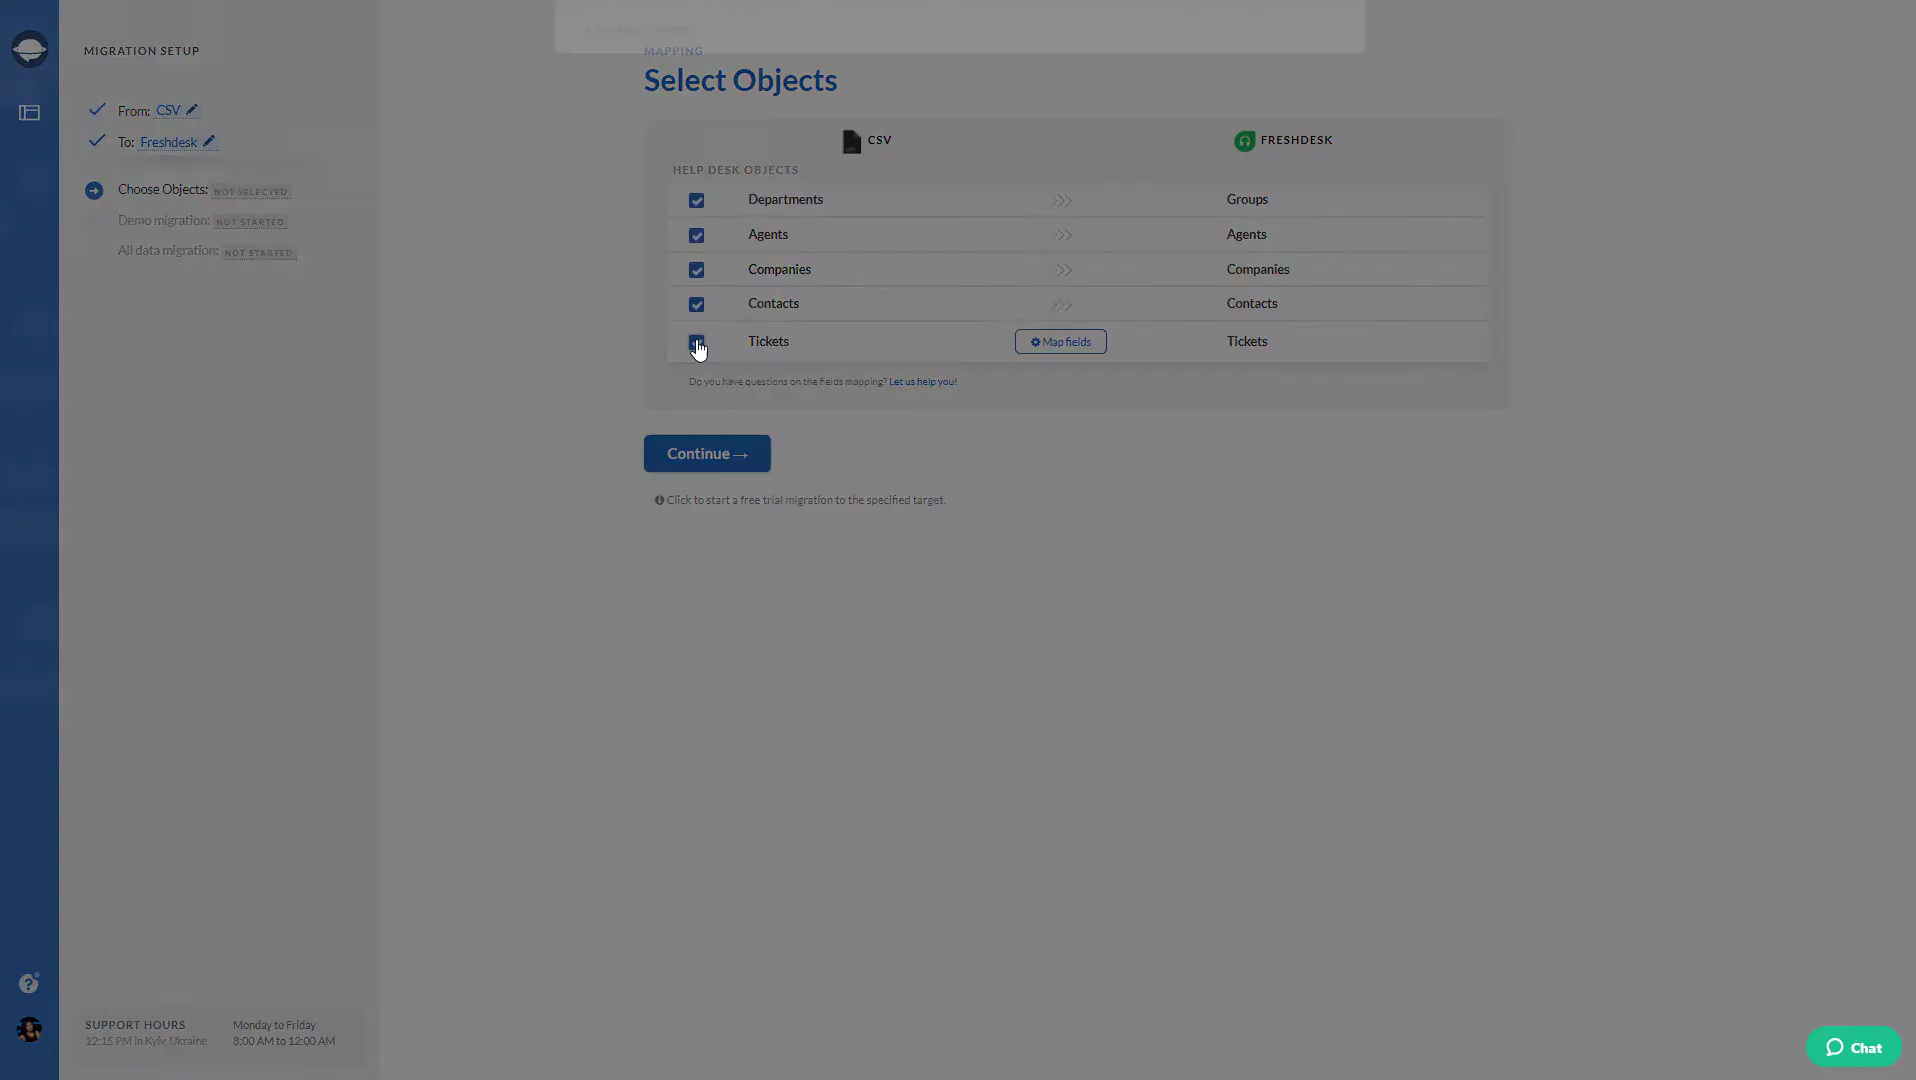 MIGRATION SETUP
From: CSV
To: Freshdesk
Choose Objects: NOT SELECTED
Demo migration: NOT STARTED
All data migration: NOT STARTED
MAPPING
Select Objects
CSV
FRESHDESK
HELP DESK OBJECTS
Departments
Groups
Agents
Agents
Companies
Companies
Contacts
Contacts
Tickets
Map fields
Tickets
Do you have questions on the fields mapping? Let us help you!
Continue →
Click to start a free trial migration to the specified target.
SUPPORT HOURS
12:15 PM in Kyiv, Ukraine
Monday to Friday
8:00 AM to 12:00 AM
Chat